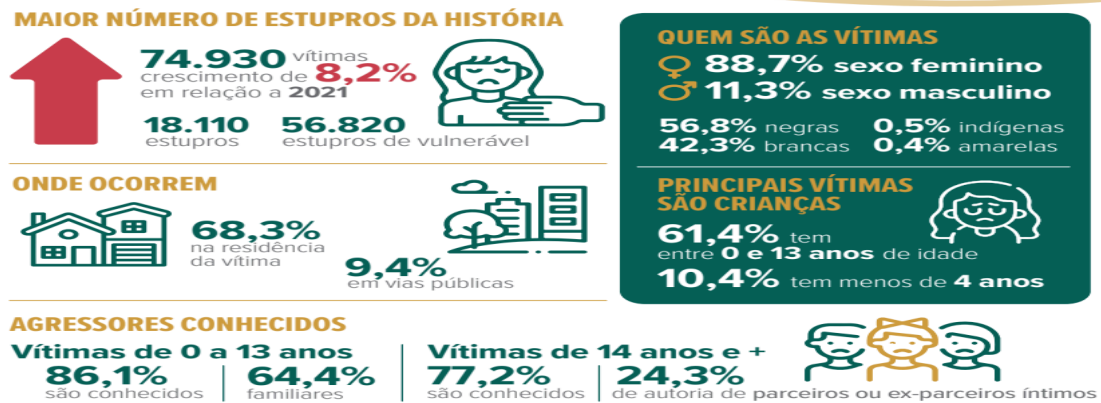 MAIOR NÚMERO DE ESTUPROS DA HISTÓRIA
74.930 vítimas
crescimento de 8,2%
em relação a 2021
18.110 56.820
estupros estupros de vulnerável
ONDE OCORREM
68,3%
na residência
da vítima
9,4%
em vias públicas
QUEM SÃO AS VÍTIMAS
88,7% sexo feminino
11,3% sexo masculino
56,8% negras 0,5% indígenas
42,3% brancas 0,4% amarelas
PRINCIPAIS VÍTIMAS
SÃO CRIANÇAS
61,4% tem
entre 0 e 13 anos de idade
10,4% tem menos de 4 anos
AGRESSORES CONHECIDOS
Vítimas de 0 a 13 anos
86,1% 64,4%
são conhecidos familiares
Vítimas de 14 anos e +
77,2% 24,3%
são conhecidos de autoria de parceiros ou ex-parceiros íntimos